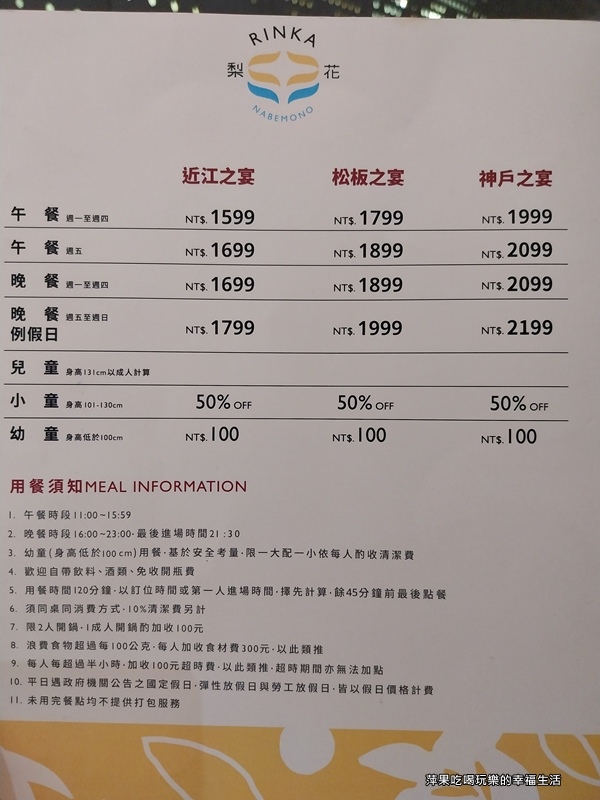 RINKA
梨 花
NABEMONO
近江之宴 松板之宴 神戶之宴
午 餐 週一至週四 NT$. 1599 NT$. 1799 NT$. 1999
午 餐 週五 NT$. 1699 NT$. 1899 NT$. 2099
晚 餐 週一至週四 NT$. 1699 NT$. 1899 NT$. 2099
晚 餐 週五至週日
例假日 NT$. 1799 NT$. 1999 NT$. 2199
兒 童 身高131cm以成人計算
小 童 身高101-130cm 50% OFF 50% OFF 50% OFF
幼 童 身高低於100cm NT$. 100 NT$. 100 NT$. 100
用餐須知MEAL INFORMATION
1. 午餐時段11:00~15:59
2. 晚餐時段16:00~23:00·最後進場時間21:30
3. 幼童(身高低於100cm)用餐·基於安全考量·限一大配一小依每人酌收清潔費
4. 歡迎自帶飲料、酒類、免收開瓶費
5. 用餐時間120分鐘·以訂位時間或第一人進場時間·擇先計算·餘45分鐘前最後點餐
6. 須同桌同消費方式·10%清潔費另計
7. 限2人開鍋·1成人開鍋酌加收100元
8. 浪費食物超過每100公克·每人加收食材費300元·以此類推
9. 每人每超過半小時·加收100元超時費·以此類推·超時期間亦無法加點
10. 平日遇政府機關公告之國定假日·彈性放假日與勞工放假日·皆以假日價格計費
11. 未用完餐點均不提供打包服務
萍果吃喝玩樂的幸福生活